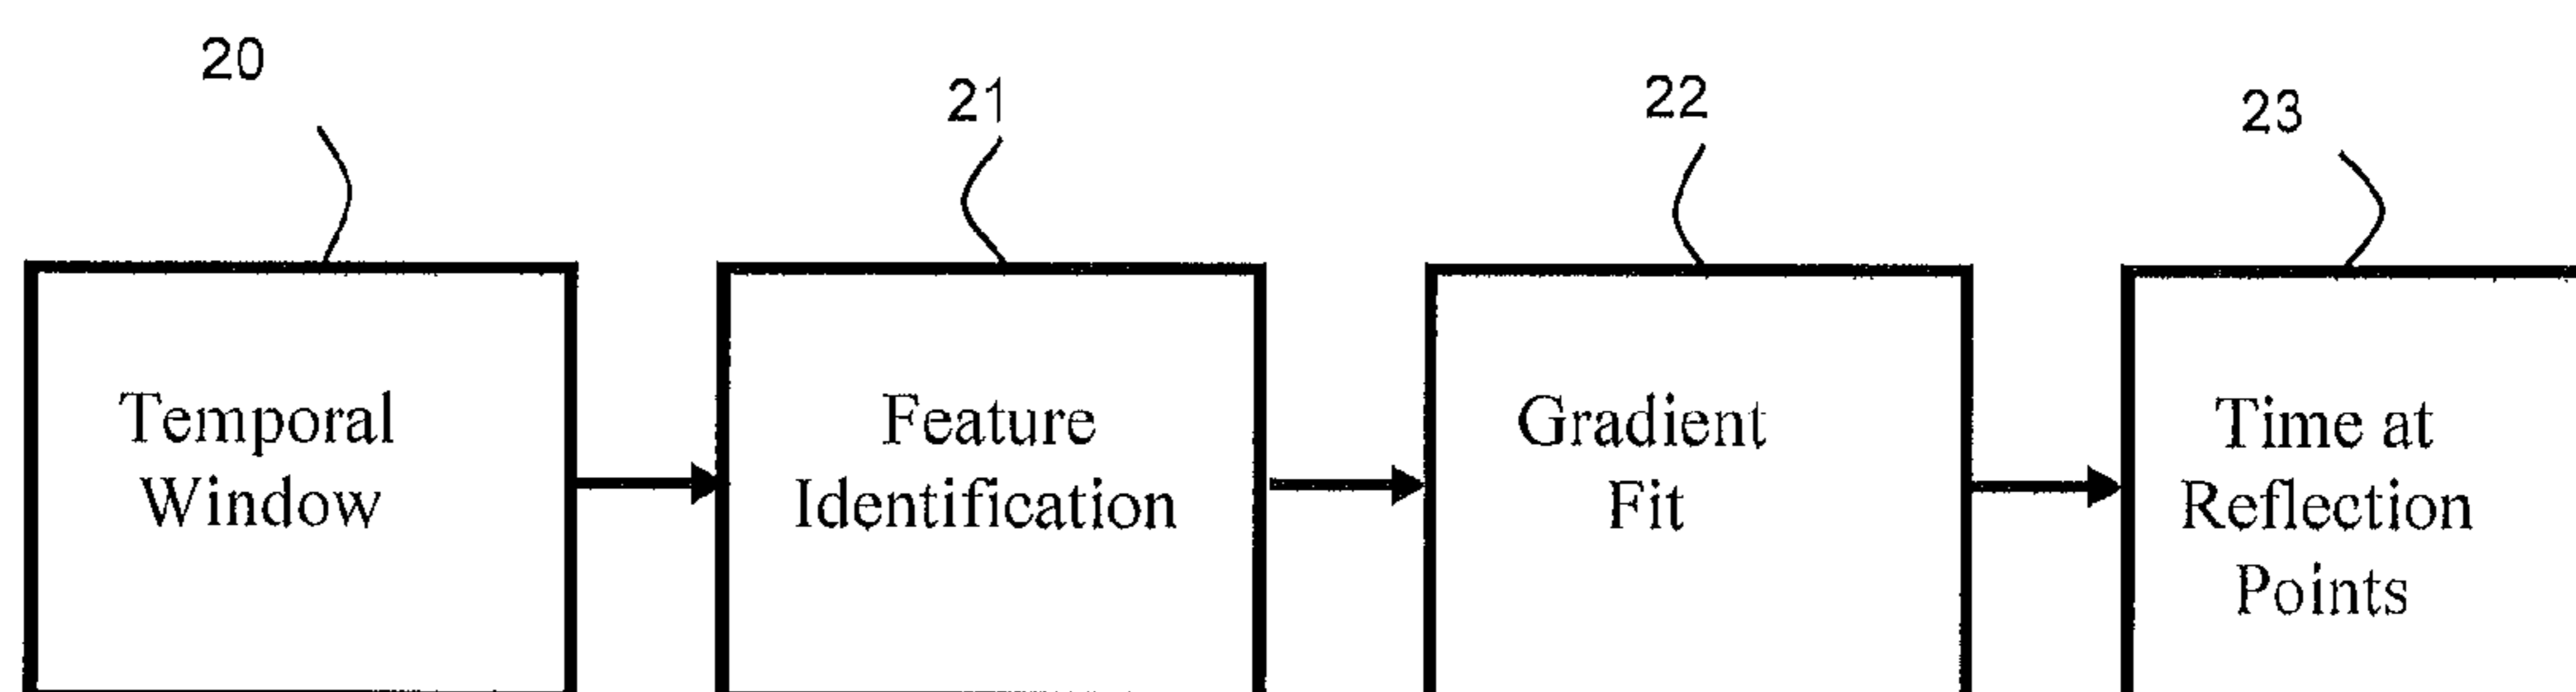 20
21
22
23
Temporal
Window
Feature
Identification
Gradient
Fit
Time at
Reflection
Points